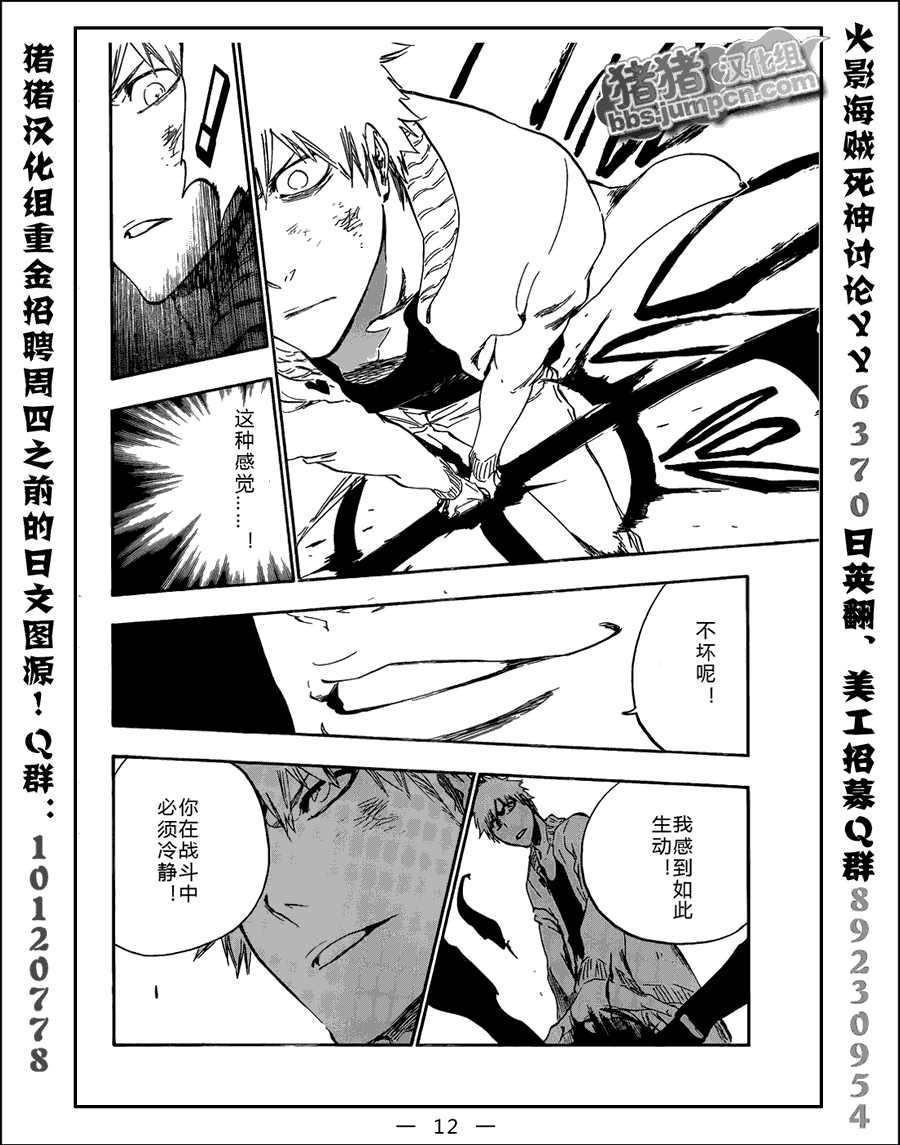 猪猪汉化组
bbs.jumpcn.com
火影海贼死神讨论YY6370日英翻、美工招募Q群89230954
猪猪汉化组重金招聘周四之前的日文图源！Q群：10120778
!
这种感觉……！
不坏呢！
我感到如此
生动！
你在战斗中
必须冷静！
— 12 —